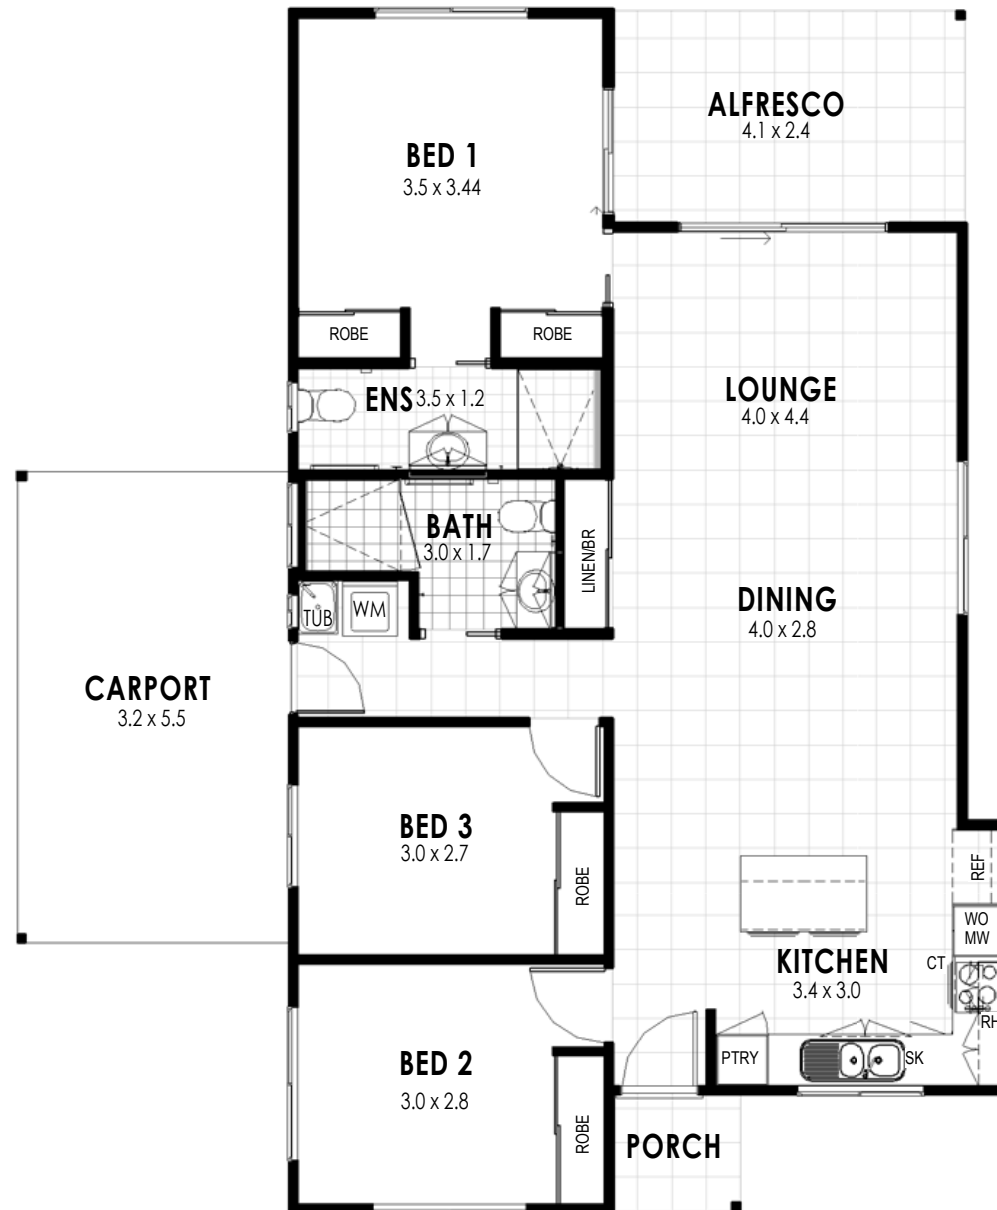 ALFRESCO
4.1 x 2.4
BED 1
3.5 x 3.44
ROBE
ROBE
ENS 3.5 x 1.2
LOUNGE
4.0 x 4.4
BATH
3.0 x 1.7
LINEN/BR
TUB
WM
DINING
4.0 x 2.8
CARPORT
3.2 x 5.5
BED 3
3.0 x 2.7
ROBE
REF
WO
MW
KITCHEN
3.4 x 3.0
CT
RH
PTRY
SK
BED 2
3.0 x 2.8
ROBE
PORCH